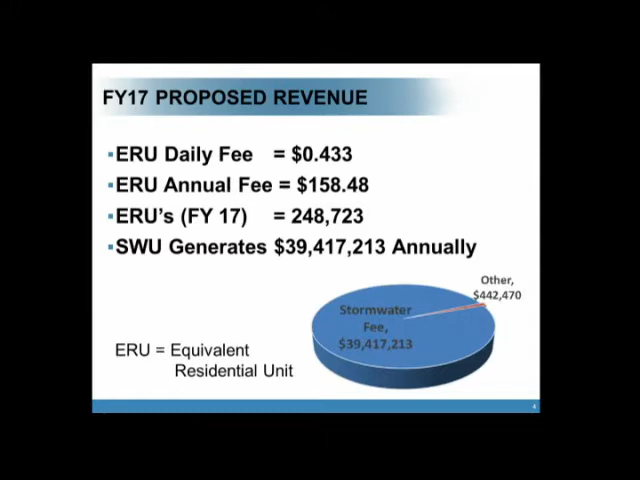 FY17 PROPOSED REVENUE
▪ERU Daily Fee = $0.433
▪ERU Annual Fee = $158.48
▪ERU's (FY 17) = 248,723
▪SWU Generates $39,417,213 Annually
Other,
$442,470
Stormwater
Fee,
$39,417,213
ERU = Equivalent
Residential Unit
4